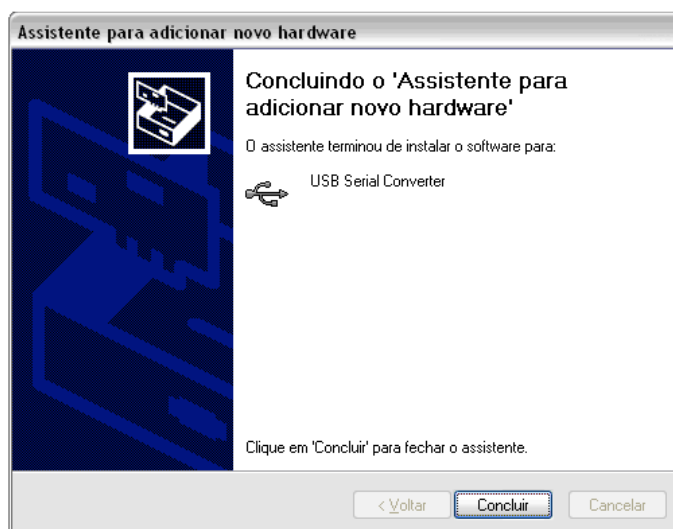 Assistente para adicionar novo hardware
Concluindo o 'Assistente para
adicionar novo hardware'
O assistente terminou de instalar o software para:
USB Serial Converter
Clique em 'Concluir' para fechar o assistente.
< Voltar
Concluir
Cancelar